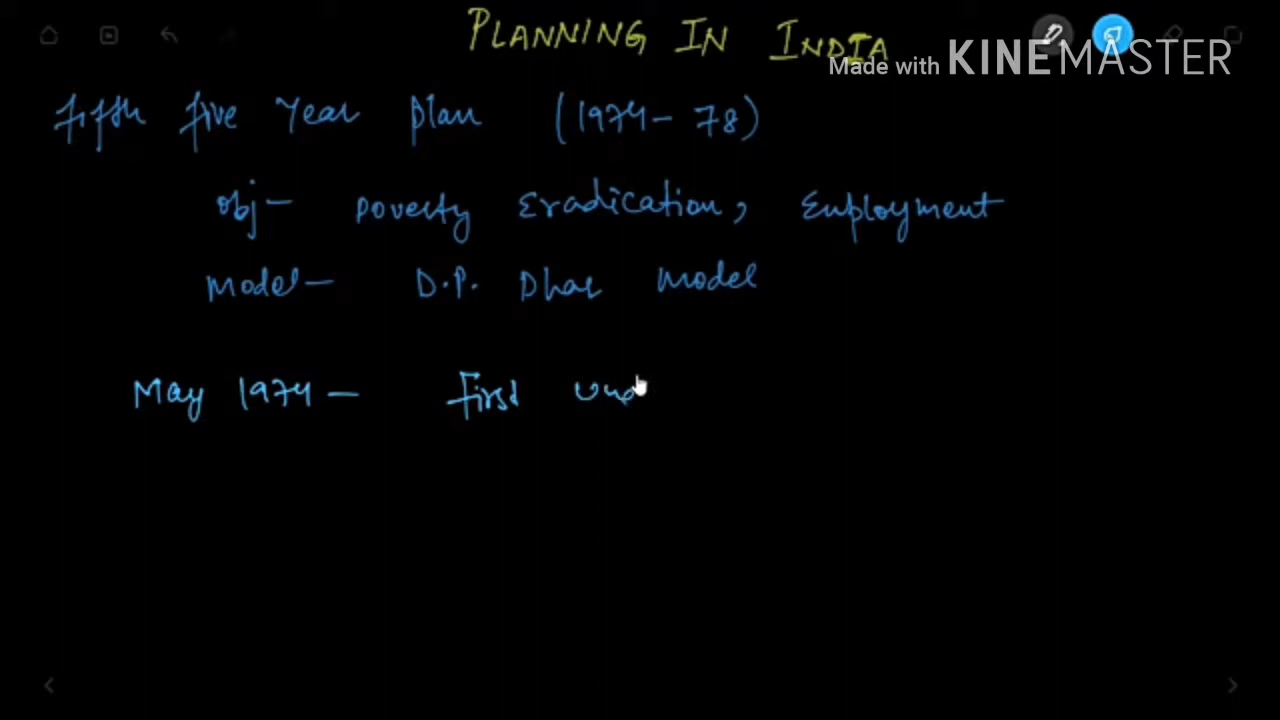 PLANNING IN INDIA
Made with KINEMASTER
Fifth five Year plan (1974-78)
obj- poverty Eradication, Employment
Model- D.P. Dhar Model
May 1974- First